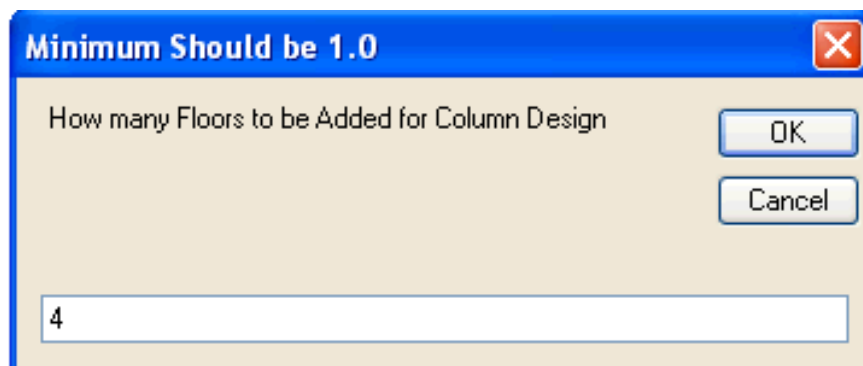 Minimum Should be 1.0
How many Floors to be Added for Column Design
OK
Cancel
4